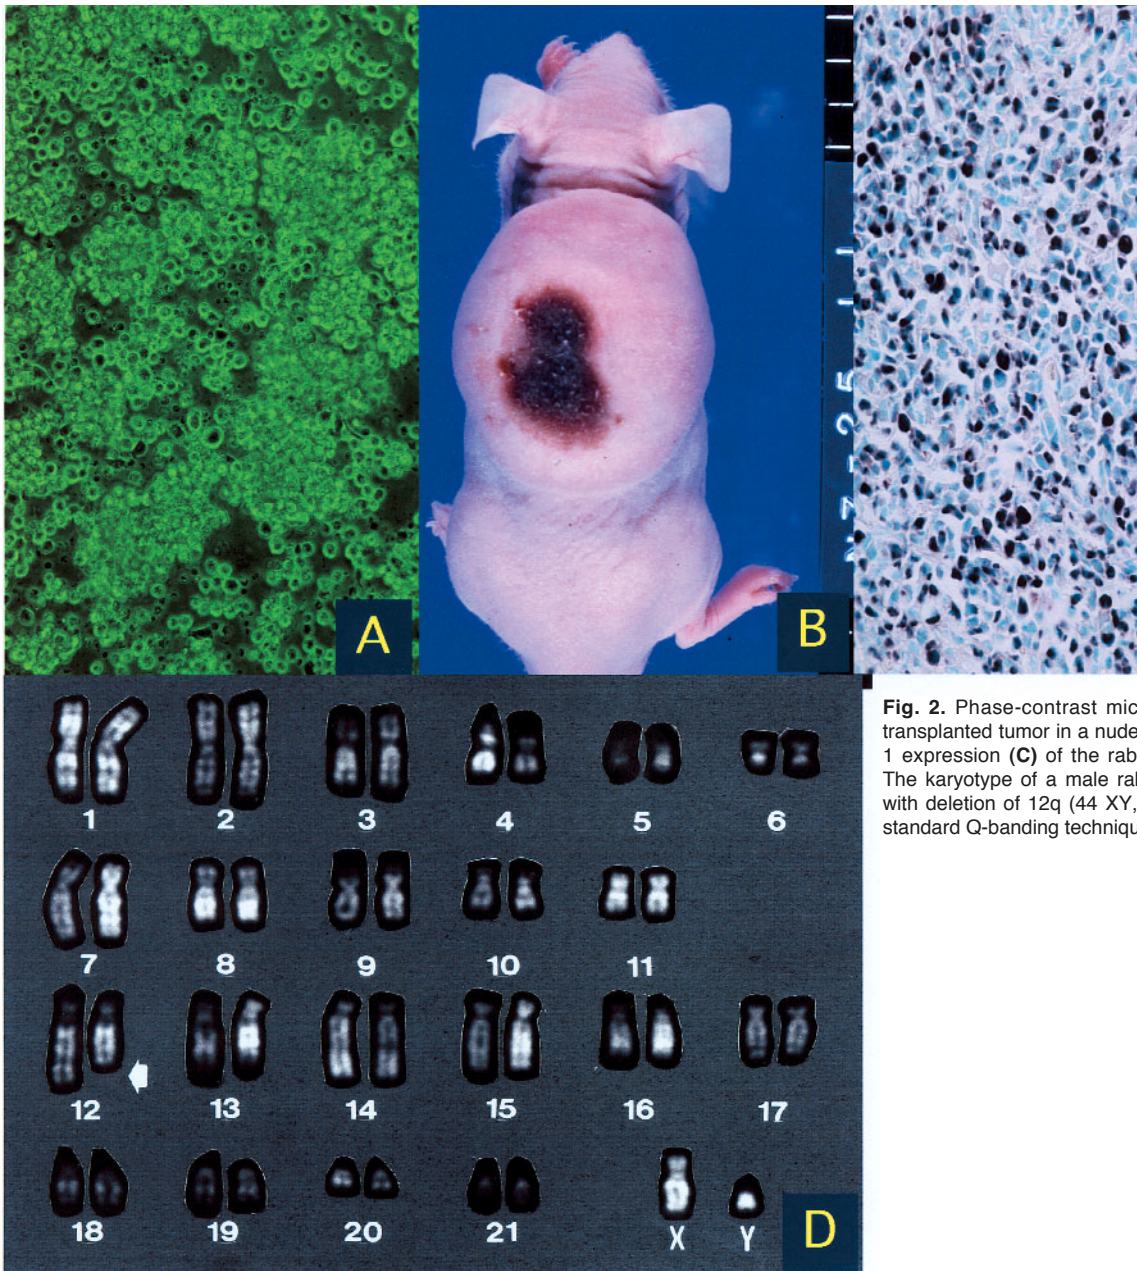 A
B
Fig. 2. Phase-contrast mic
transplanted tumor in a nude
1 expression (C) of the rab
The karyotype of a male ral
with deletion of 12q (44 XY,
standard Q-banding techniqu
1 2 3 4 5 6
7 8 9 10 11
12 13 14 15 16 17
18 19 20 21 X Y
D